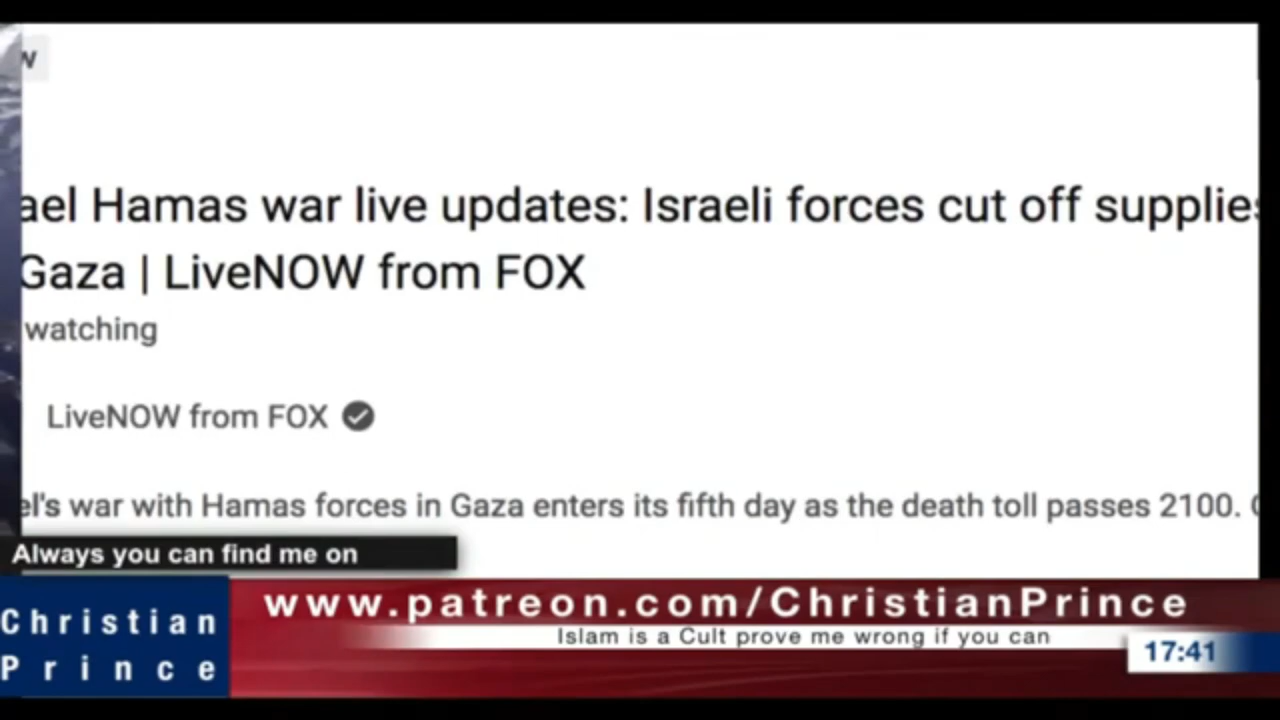 w
ael Hamas war live updates: Israeli forces cut off supplies
Gaza | LiveNOW from FOX
watching
LiveNOW from FOX
el's war with Hamas forces in Gaza enters its fifth day as the death toll passes 2100.
Always you can find me on
www.patreon.com/ChristianPrince
Christian
Prince
Islam is a Cult prove me wrong if you can
17:41